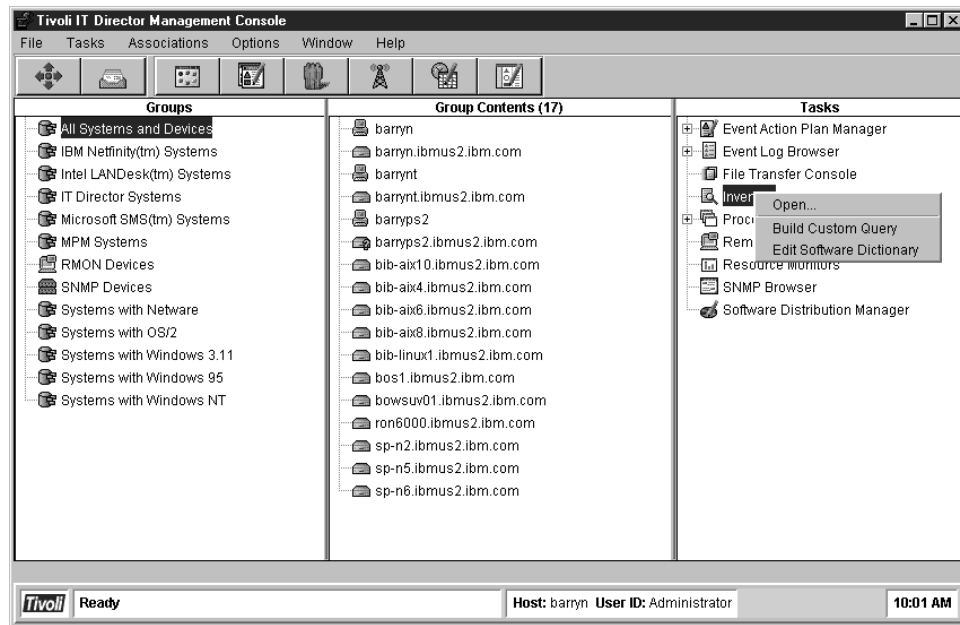 Tivoli IT Director Management Console
File Tasks Associations Options Window Help
Groups
All Systems and Devices
IBM Netfinity(tm) Systems
Intel LANDesk(tm) Systems
IT Director Systems
Microsoft SMS(tm) Systems
MPM Systems
RMON Devices
SNMP Devices
Systems with Netware
Systems with OS/2
Systems with Windows 3.11
Systems with Windows 95
Systems with Windows NT
Group Contents (17)
barryn
barryn.ibmus2.ibm.com
barrynt
barrynt.ibmus2.ibm.com
barryps2
barryps2.ibmus2.ibm.com
bib-aix10.ibmus2.ibm.com
bib-aix4.ibmus2.ibm.com
bib-aix6.ibmus2.ibm.com
bib-aix8.ibmus2.ibm.com
bib-linux1.ibmus2.ibm.com
bos1.ibmus2.ibm.com
bowsuv01.ibmus2.ibm.com
ron6000.ibmus2.ibm.com
sp-n2.ibmus2.ibm.com
sp-n5.ibmus2.ibm.com
sp-n6.ibmus2.ibm.com
Tasks
Event Action Plan Manager
Event Log Browser
File Transfer Console
Open...
Build Custom Query
Edit Software Dictionary
Resource Monitors
SNMP Browser
Software Distribution Manager
Tivoli Ready Host: barryn User ID: Administrator 10:01 AM